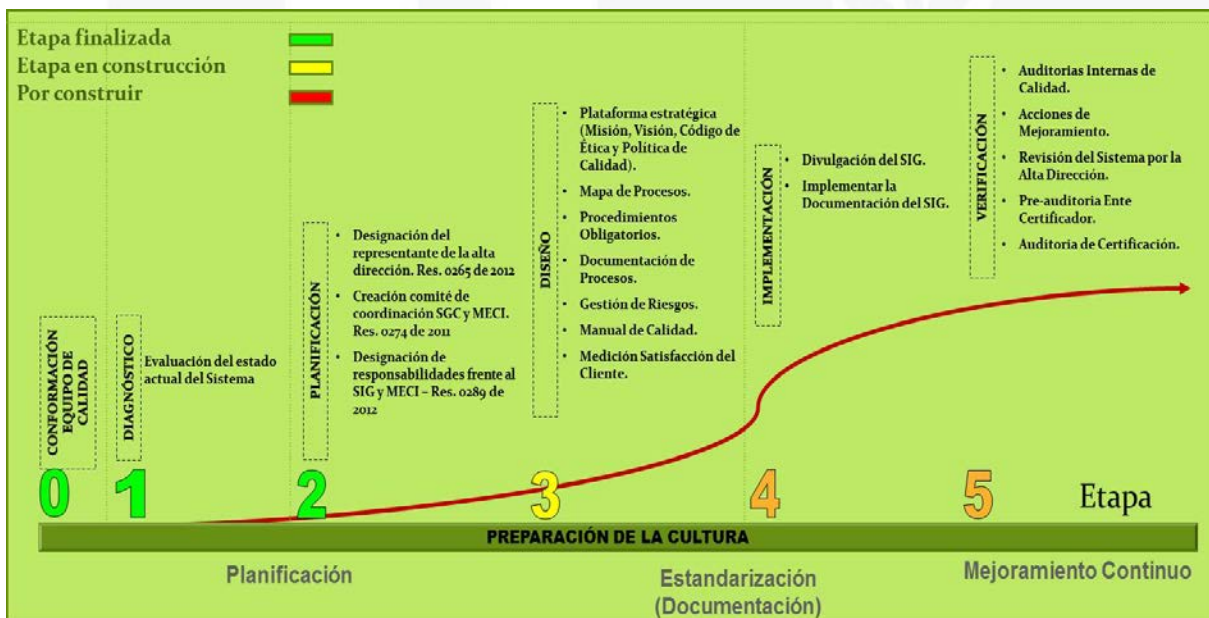 Etapa finalizada
Etapa en construcción
Por construir
CONFORMACIÓN
EQUIPO DE
CALIDAD
DIAGNÓSTICO
Evaluación del estado
actual del Sistema
PLANIFICACIÓN
• Designación del
representante de la alta
dirección. Res. 0265 de 2012
• Creación comité de
coordinación SGC y MECI.
Res. 0274 de 2011
• Designación de
responsabilidades frente al
SIG y MECI – Res. 0289 de
2012
DISEÑO
• Plataforma estratégica
(Misión, Visión, Código de
Ética y Política de
Calidad).
• Mapa de Procesos.
• Procedimientos
Obligatorios.
• Documentación de
Procesos.
• Gestión de Riesgos.
• Manual de Calidad.
• Medición Satisfacción del
Cliente.
IMPLEMENTACIÓN
• Divulgación del SIG.
• Implementar la
Documentación del SIG.
VERIFICACIÓN
• Auditorias Internas de
Calidad.
• Acciones de
Mejoramiento.
• Revisión del Sistema por la
Alta Dirección.
• Pre-auditoria Ente
Certificador.
• Auditoría de Certificación.
0 1 2 3 4 5 Etapa
PREPARACIÓN DE LA CULTURA
Planificación
Estandarización
(Documentación)
Mejoramiento Continuo